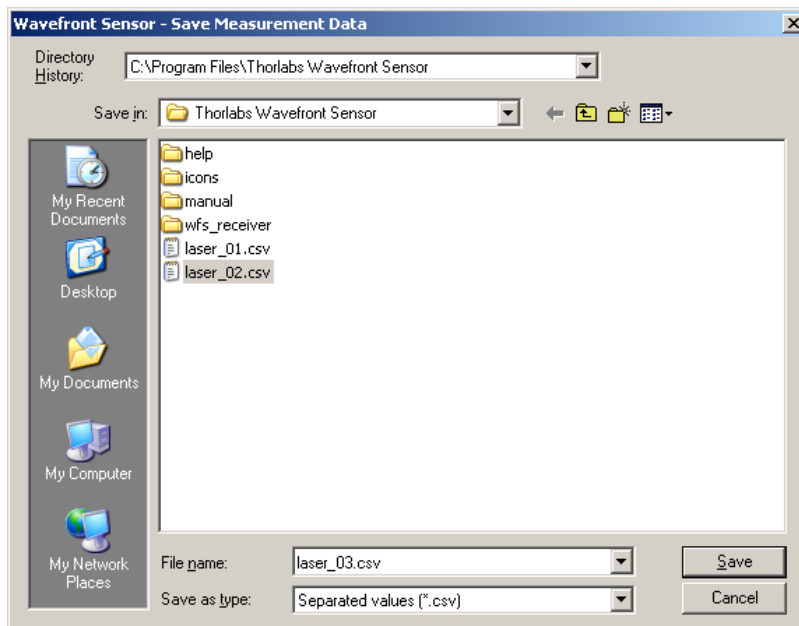 Wavefront Sensor - Save Measurement Data
Directory
History:
C:\Program Files\Thorlabs Wavefront Sensor
Save in:
Thorlabs Wavefront Sensor
My Recent
Documents
Desktop
My Documents
My Computer
My Network
Places
help
icons
manual
wfs_receiver
laser_01.csv
laser_02.csv
File name:
laser_03.csv
Save
Save as type:
Separated values (*.csv)
Cancel